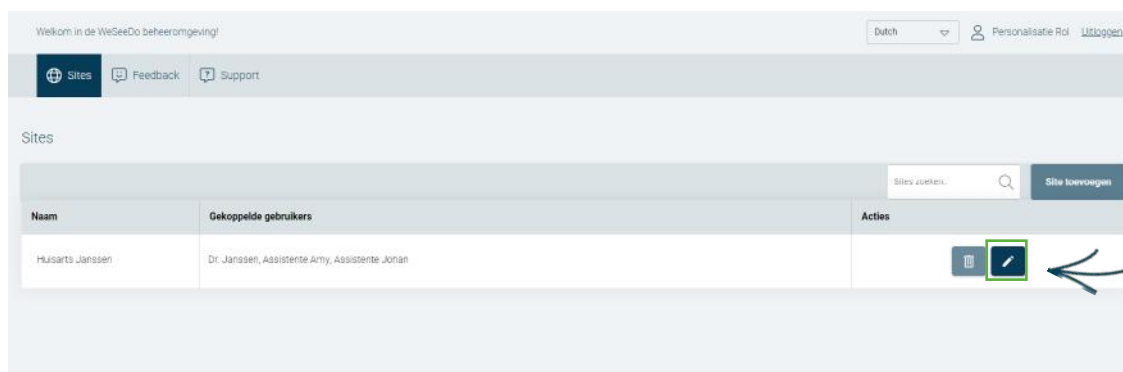 Welkom in de WeSeeDo beheeromgeving!
Dutch
Personalisatie Rol
Uitloggen
Sites
Feedback
Support
Sites
Sites zoeken..
Site toevoegen
Naam
Gekoppelde gebruikers
Acties
Huisarts Janssen
Dr. Janssen, Assistente Amy, Assistente Jonan